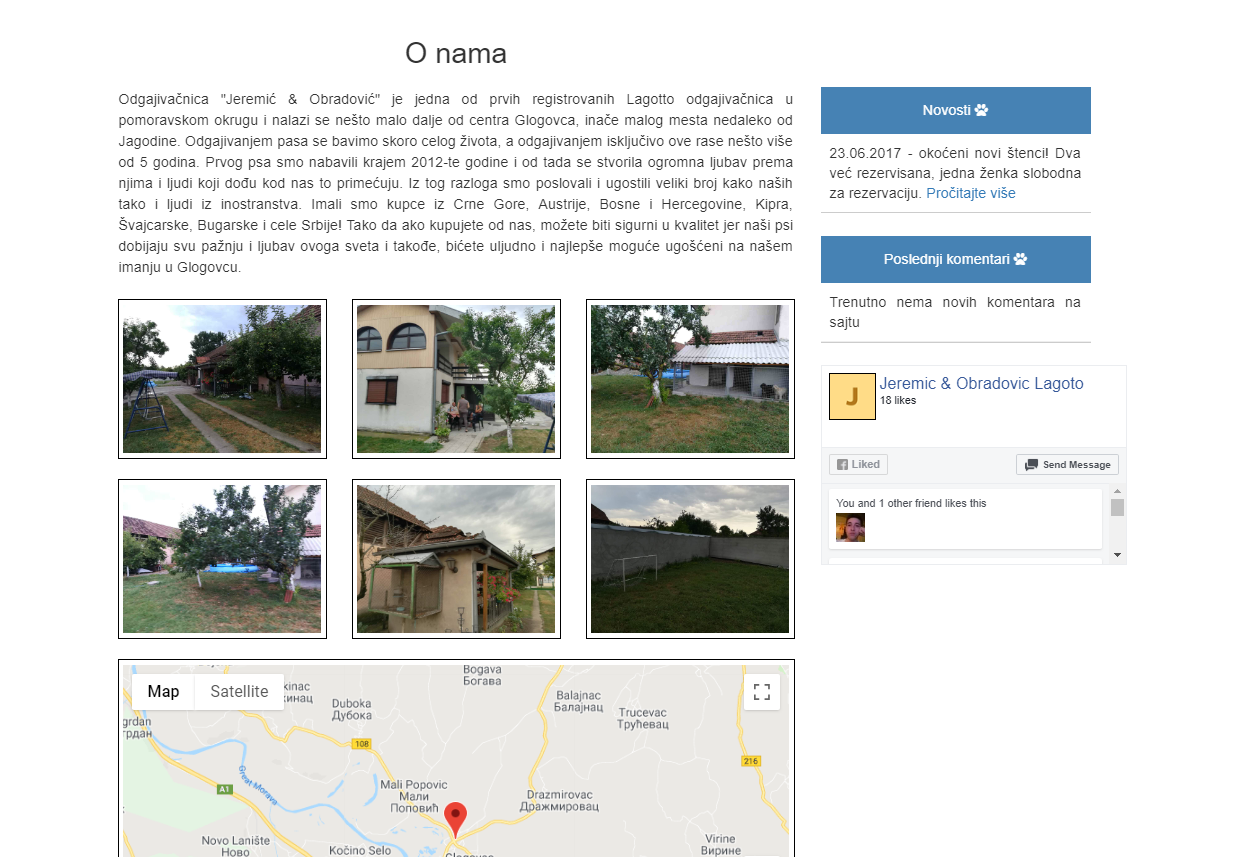 O nama
Odgajivačnica "Jeremić & Obradović" je jedna od prvih registrovanih Lagotto odgajivačnica u
pomoravskom okrugu i nalazi se nešto malo dalje od centra Glogovca, inače malog mesta nedaleko od
Jagodine. Odgajivanjem pasa se bavimo skoro celog života, a odgajivanjem isključivo ove rase nešto više
od 5 godina. Prvog psa smo nabavili krajem 2012-te godine i od tada se stvorila ogromna ljubav prema
njima i ljudi koji dođu kod nas to primećuju. Iz tog razloga smo poslovali i ugostili veliki broj kako naših
tako i ljudi iz inostranstva. Imali smo kupce iz Crne Gore, Austrije, Bosne i Hercegovine, Kipra,
Švajcarske, Bugarske i cele Srbije! Tako da ako kupujete od nas, možete biti sigurni u kvalitet jer naši psi
dobijaju svu pažnju i ljubav ovoga sveta i takođe, bićete uljudno i najlepše moguće ugošćeni na našem
imanju u Glogovcu.
Novosti
23.06.2017 - okoćeni novi štenci! Dva
već rezervisana, jedna ženka slobodna
za rezervaciju. Pročitajte više
Poslednji komentari
Trenutno nema novih komentara na
sajtu
J
Jeremic & Obradovic Lagoto
18 likes
Liked
Send Message
You and 1 other friend likes this
Map
Satellite
kinac
кинац
Bogava
Богава
Duboka
Дубока
Balajnac
Балајнац
Trucevac
Трућевац
grdan
грдан
108
216
A1
Great Morava
Mali Popovic
Мали
Поповић
Drazmirovac
Дражмировац
Novo Lanište
Ново
Kočino Selo
Virine
Вирине
Glogovac